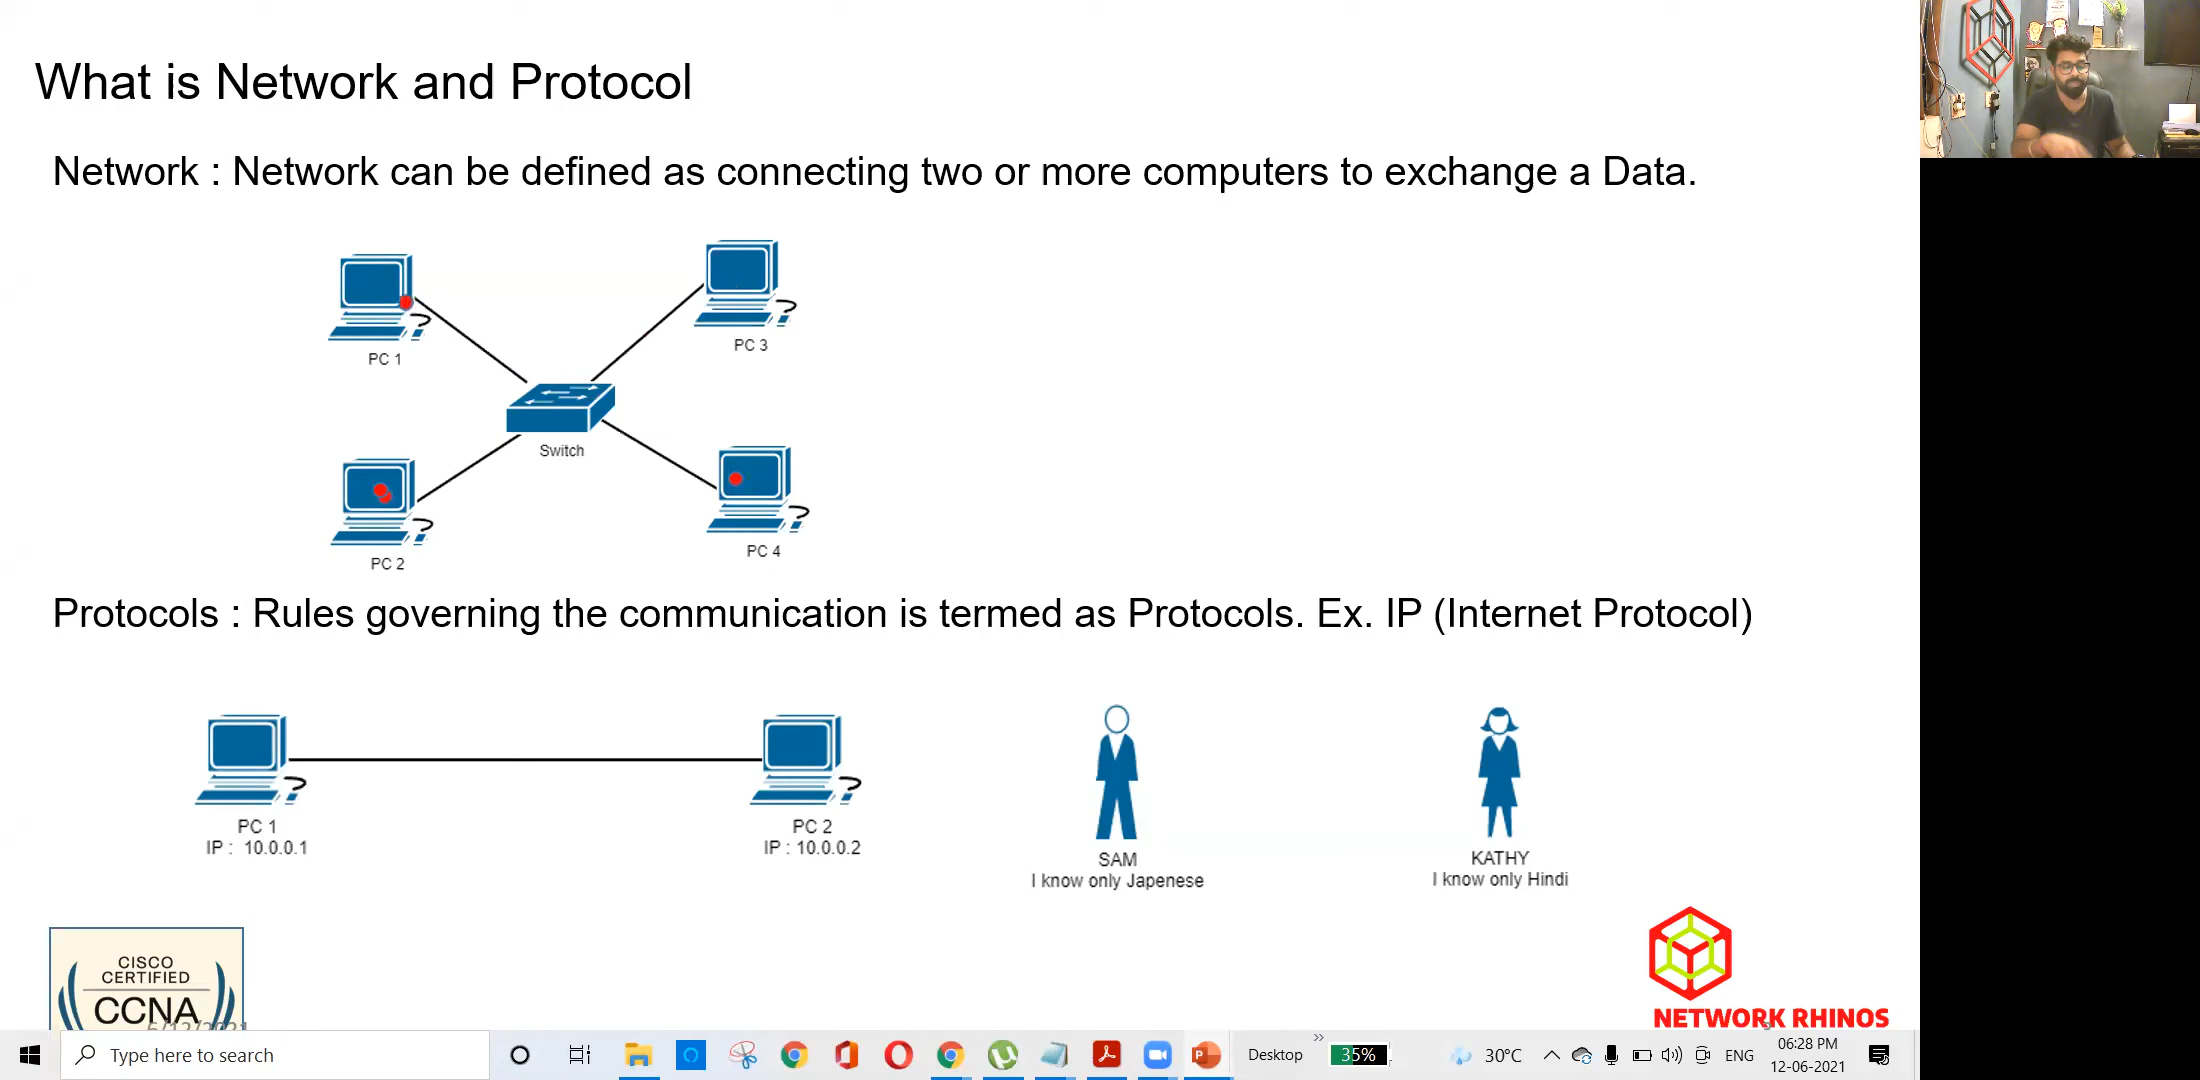 What is Network and Protocol
Network : Network can be defined as connecting two or more computers to exchange a Data.
PC 1
PC 3
Switch
PC 2
PC 4
Protocols : Rules governing the communication is termed as Protocols. Ex. IP (Internet Protocol)
PC 1
IP : 10.0.0.1
PC 2
IP : 10.0.0.2
SAM
I know only Japenese
KATHY
I know only Hindi
CISCO
CERTIFIED
CCNA
NETWORK RHINOS
Type here to search
Desktop
35%
30°C
ENG
06:28 PM
12-06-2021